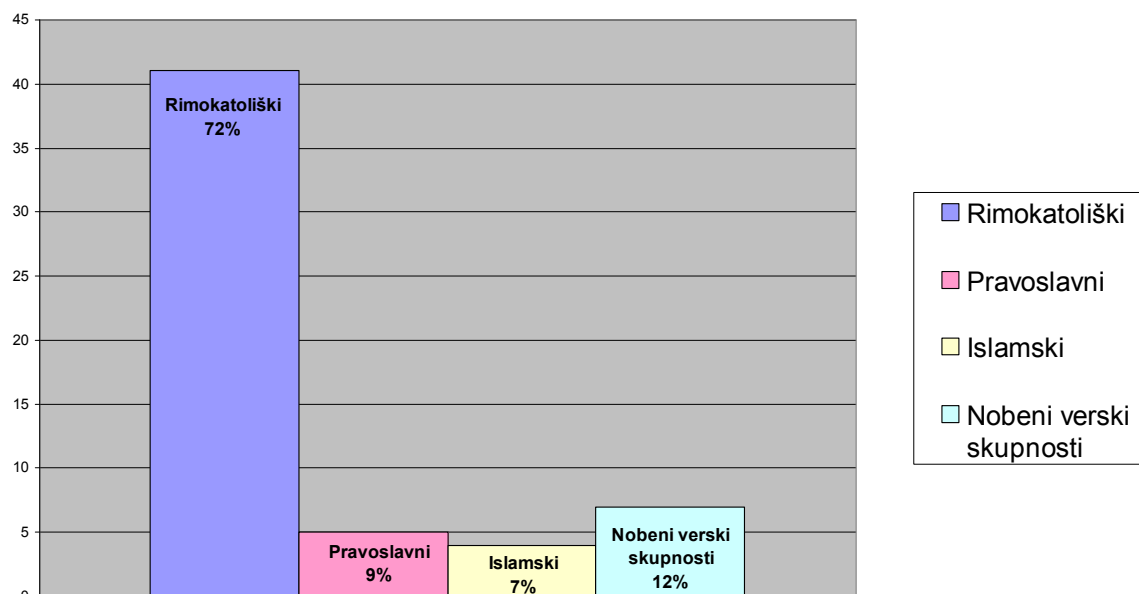 45
40
35
30
25
20
15
10
5
0
Rimokatoliški
72%
Pravoslavni
9%
Islamski
7%
Nobeni verski
skupnosti
12%
Rimokatoliški
Pravoslavni
Islamski
Nobeni verski
skupnosti